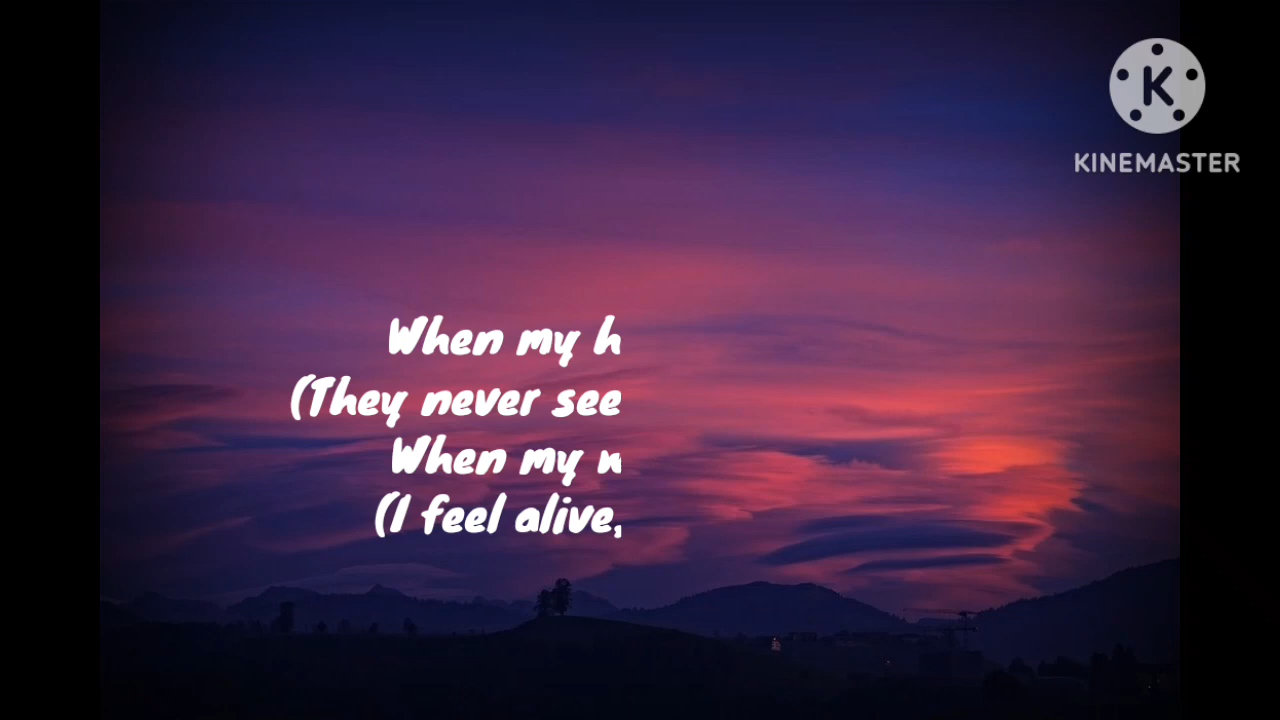 When my h
(They never see
When my
(I feel alive,
K
KINEMASTER